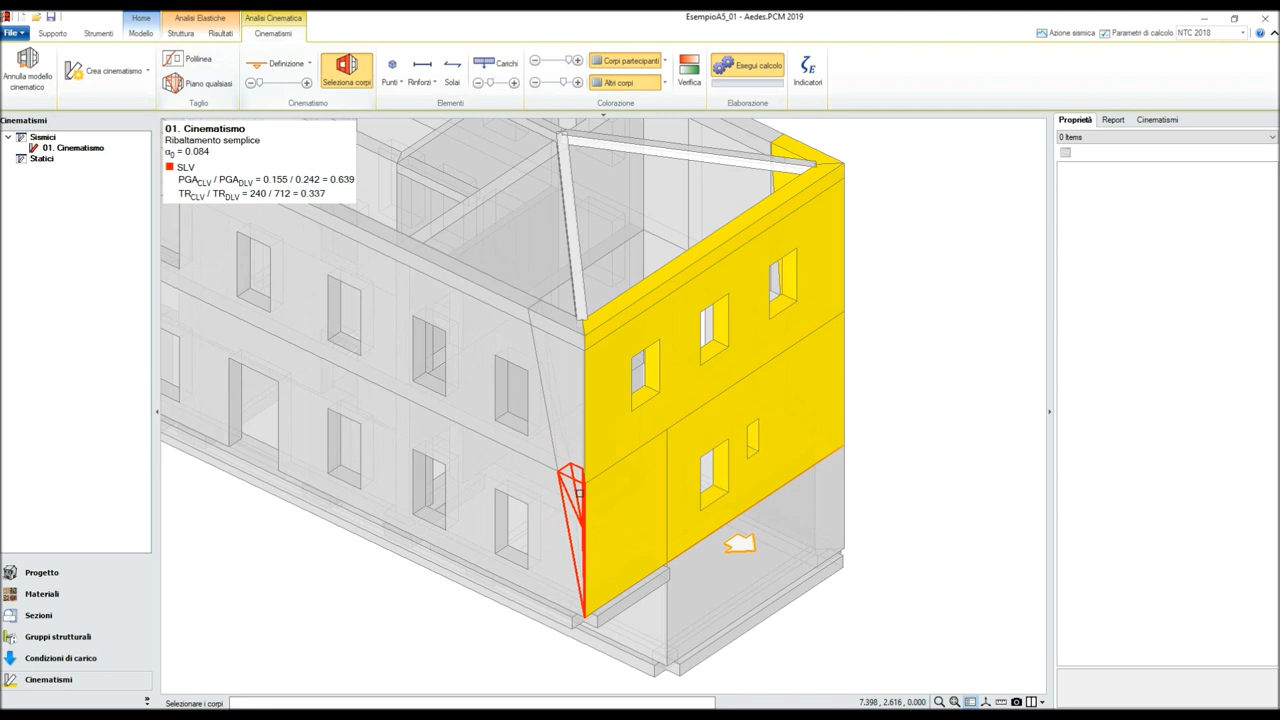 EsempioA5_01 - Aedes.PCM 2019
Home
Analisi Elastiche
Analisi Cinematica
File
Supporto
Strumenti
Modello
Struttura
Risultati
Cinematismi
Azione sismica
Parametri di calcolo
NTC 2018
Annulla modello cinematico
Crea cinematismo
Polilinea
Piano qualsiasi
Taglio
Definizione
Seleziona corpi
Cinematismo
Punti
Rinforzi
Solai
Carichi
Elementi
Corpi partecipanti
Altri corpi
Colorazione
Verifica
Esegui calcolo
Elaborazione
Indicatori
Cinematismi
Sismici
01. Cinematismo
Statici
01. Cinematismo
Ribaltamento semplice
α0 = 0.084
SLV
PGACLV / PGADLV = 0.155 / 0.242 = 0.639
TRCLV / TRDLV = 240 / 712 = 0.337
Proprietà
Report
Cinematismi
0 Items
Progetto
Materiali
Sezioni
Gruppi strutturali
Condizioni di carico
Cinematismi
Selezionare i corpi
7.398 , 2.616 , 0.000